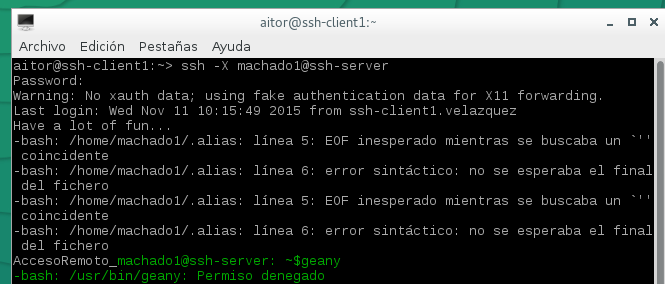 aitor@ssh-client1:~
Archivo Edición Pestañas Ayuda
aitor@ssh-client1:~> ssh -X machado1@ssh-server
Password:
Warning: No xauth data; using fake authentication data for X11 forwarding.
Last login: Wed Nov 11 10:15:49 2015 from ssh-client1.velazquez
Have a lot of fun...
-bash: /home/machado1/.alias: línea 5: EOF inesperado mientras se buscaba un `''
 coincidente
-bash: /home/machado1/.alias: línea 6: error sintáctico: no se esperaba el final
 del fichero
-bash: /home/machado1/.alias: línea 5: EOF inesperado mientras se buscaba un `''
 coincidente
-bash: /home/machado1/.alias: línea 6: error sintáctico: no se esperaba el final
 del fichero
AccesoRemoto_machado1@ssh-server: ~$geany
-bash: /usr/bin/geany: Permiso denegado